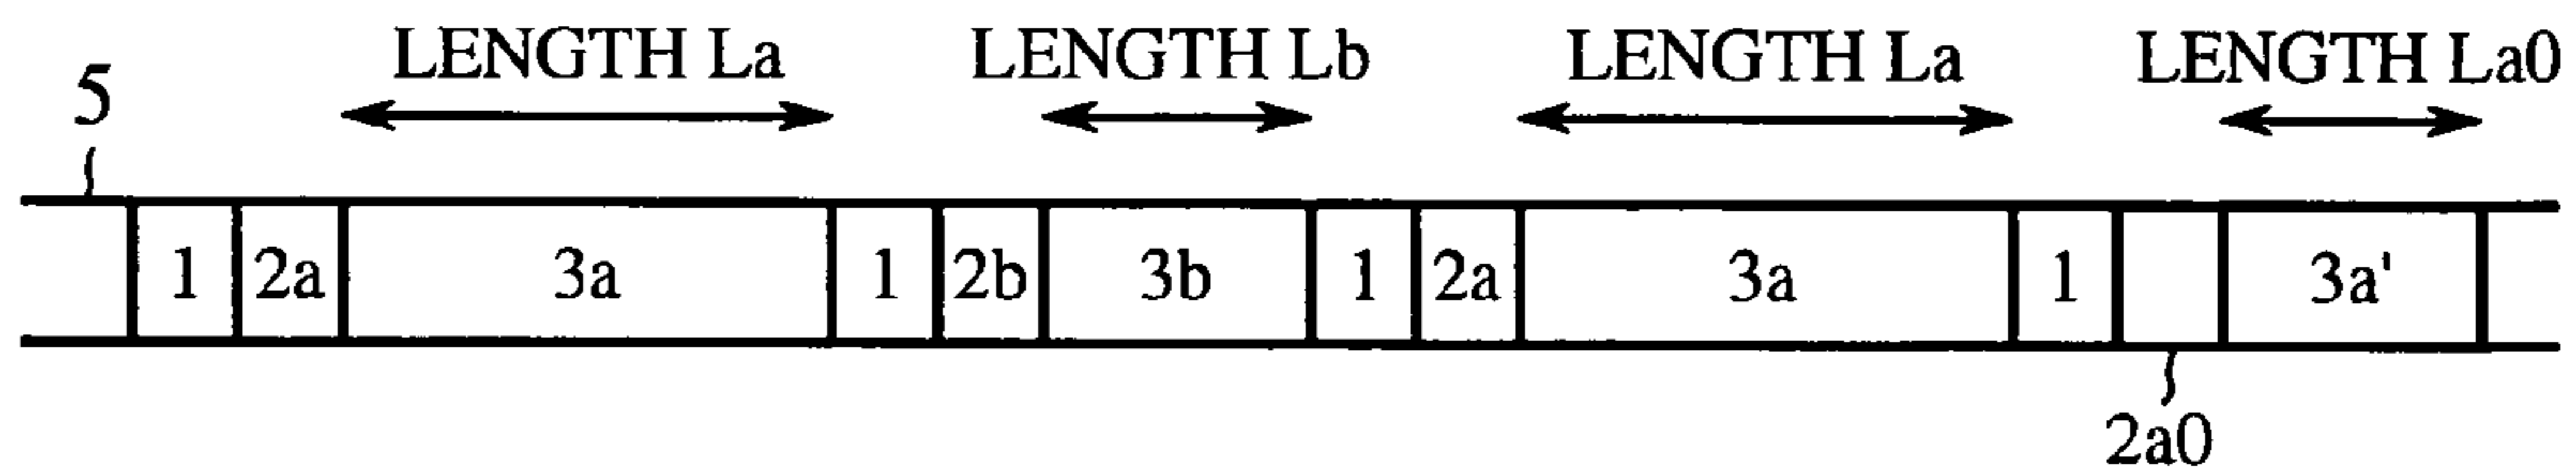 5 LENGTH La LENGTH Lb LENGTH La LENGTH La0
1 2a 3a 1 2b 3b 1 2a 3a 1 3a'
2a0